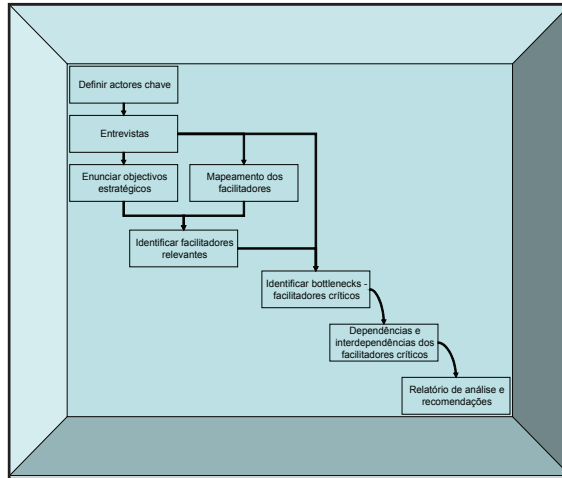 Definir actores chave
Entrevistas
Enunciar objectivos
estratégicos
Mapeamento dos
facilitadores
Identificar facilitadores
relevantes
Identificar bottlenecks -
facilitadores críticos
Dependências e
interdependências dos
facilitadores críticos
Relatório de análise e
recomendações